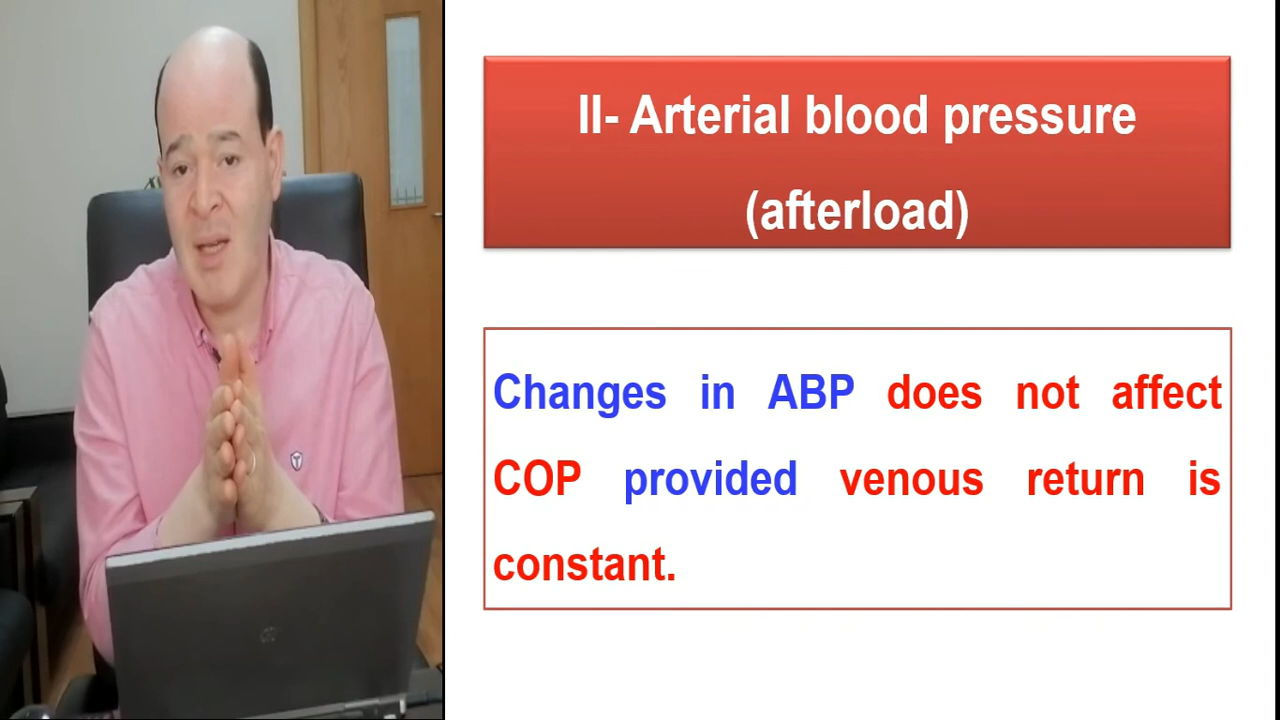 II- Arterial blood pressure
(afterload)
Changes in ABP does not affect
COP provided venous return is
constant.